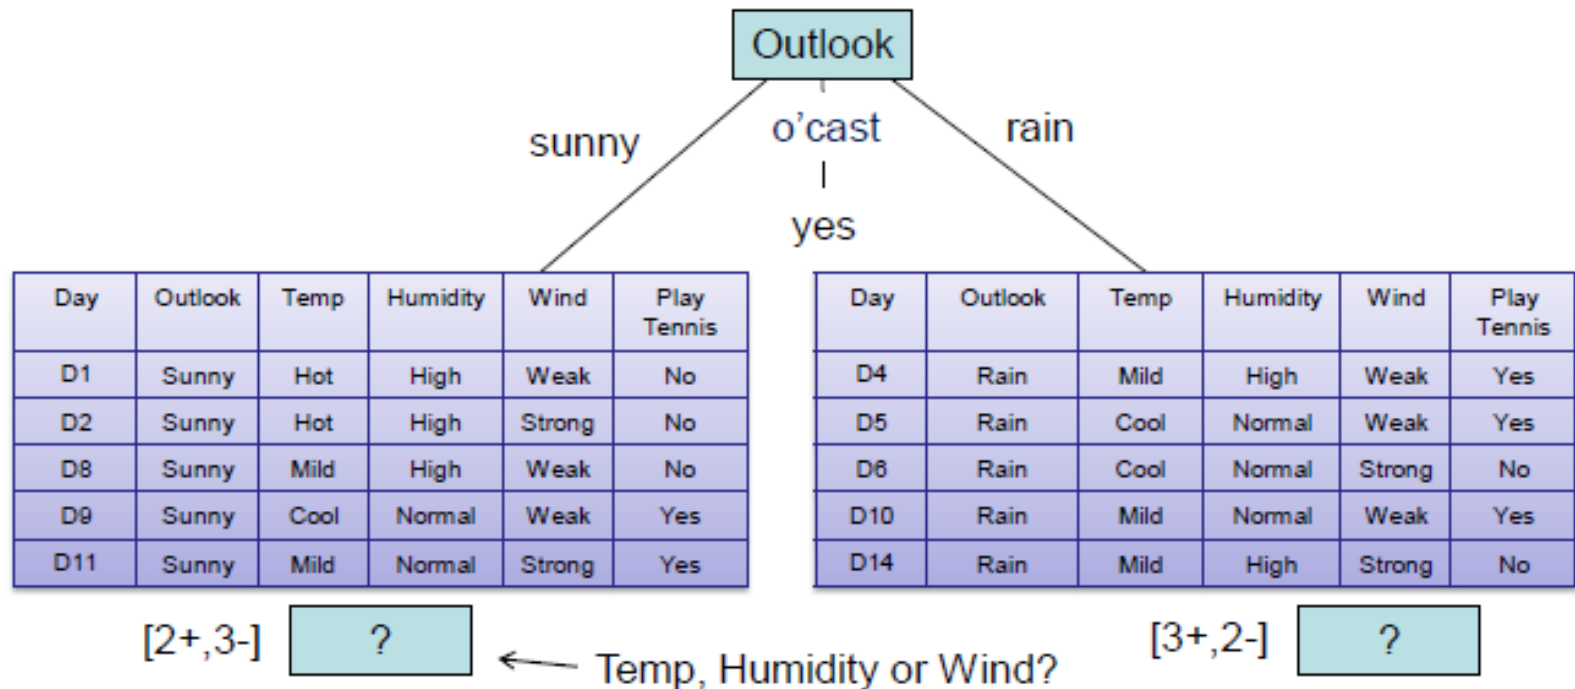 Outlook
sunny
o'cast
rain
yes
Day Outlook Temp Humidity Wind Play Tennis
D1 Sunny Hot High Weak No
D2 Sunny Hot High Strong No
D8 Sunny Mild High Weak No
D9 Sunny Cool Normal Weak Yes
D11 Sunny Mild Normal Strong Yes
[2+,3-] ?
Day Outlook Temp Humidity Wind Play Tennis
D4 Rain Mild High Weak Yes
D5 Rain Cool Normal Weak Yes
D6 Rain Cool Normal Strong No
D10 Rain Mild Normal Weak Yes
D14 Rain Mild High Strong No
[3+,2-] ?
Temp, Humidity or Wind?